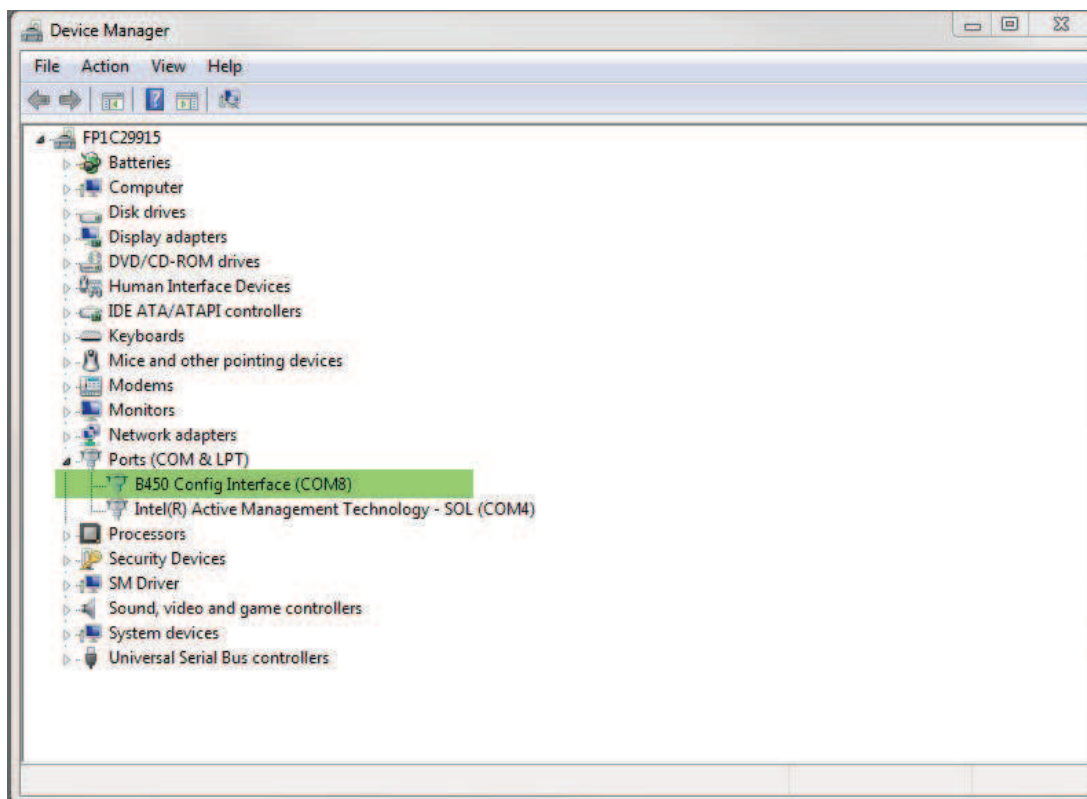 Device Manager
File Action View Help
FP1C29915
Batteries
Computer
Disk drives
Display adapters
DVD/CD-ROM drives
Human Interface Devices
IDE ATA/ATAPI controllers
Keyboards
Mice and other pointing devices
Modems
Monitors
Network adapters
Ports (COM & LPT)
B450 Config Interface (COM8)
Intel(R) Active Management Technology - SOL (COM4)
Processors
Security Devices
SM Driver
Sound, video and game controllers
System devices
Universal Serial Bus controllers